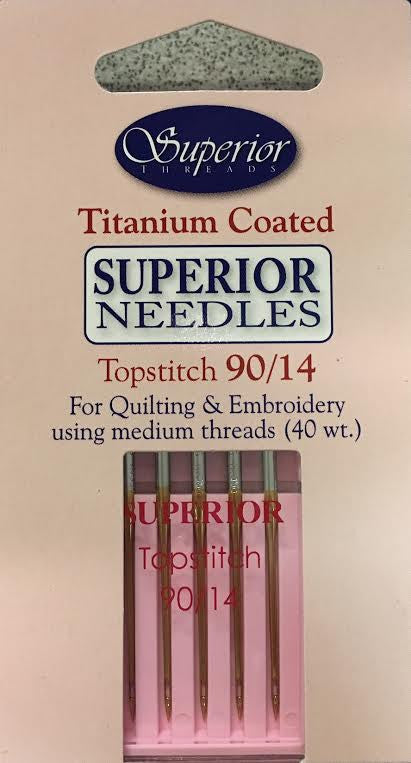 Superior
THREADS
Titanium Coated
SUPERIOR
NEEDLES
Topstitch 90/14
For Quilting & Embroidery
using medium threads (40 wt.)
SUPERIOR
Topstitch
90/14